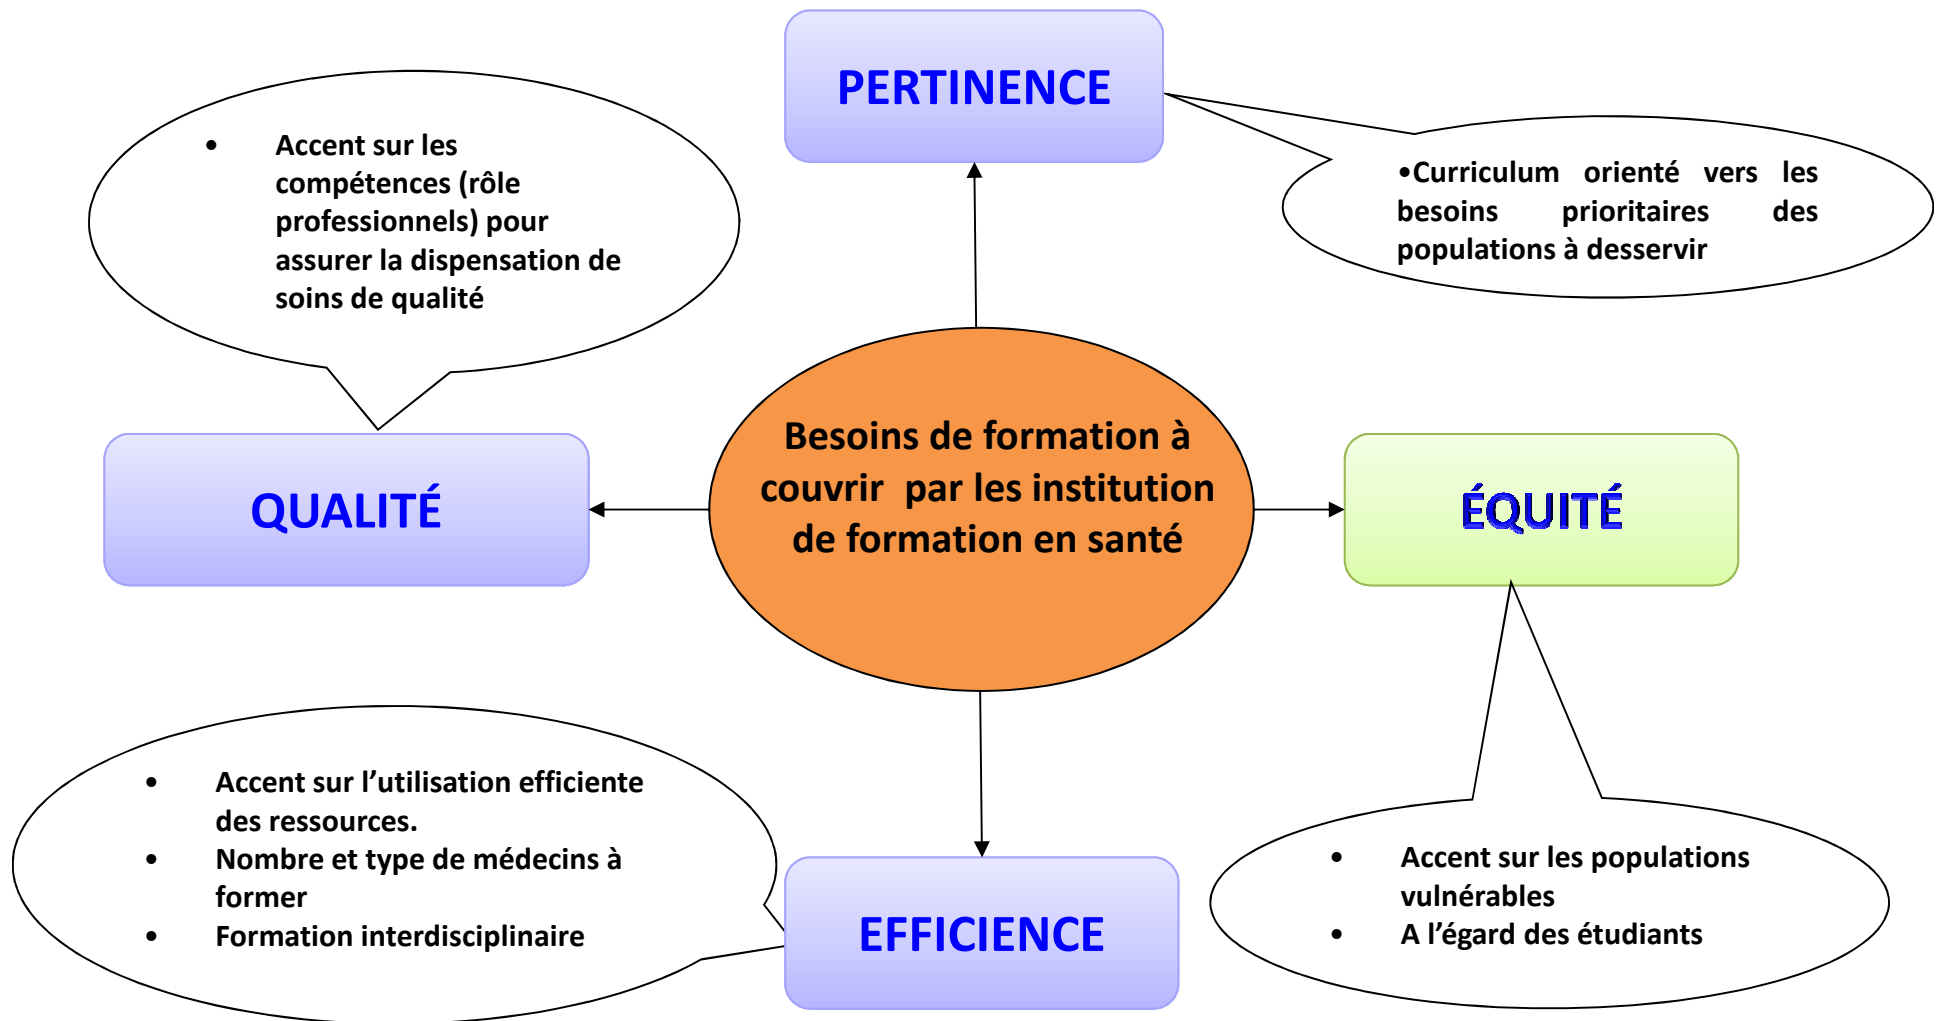 PERTINENCE
• Accent sur les
compétences (rôle
professionnels) pour
assurer la dispensation de
soins de qualité
•Curriculum orienté vers les
besoins prioritaires des
populations à desservir
QUALITÉ
Besoins de formation à
couvrir par les institution
de formation en santé
ÉQUITÉ
• Accent sur l’utilisation efficiente
des ressources.
• Nombre et type de médecins à
former
• Formation interdisciplinaire
EFFICIENCE
• Accent sur les populations
vulnérables
• A l’égard des étudiants